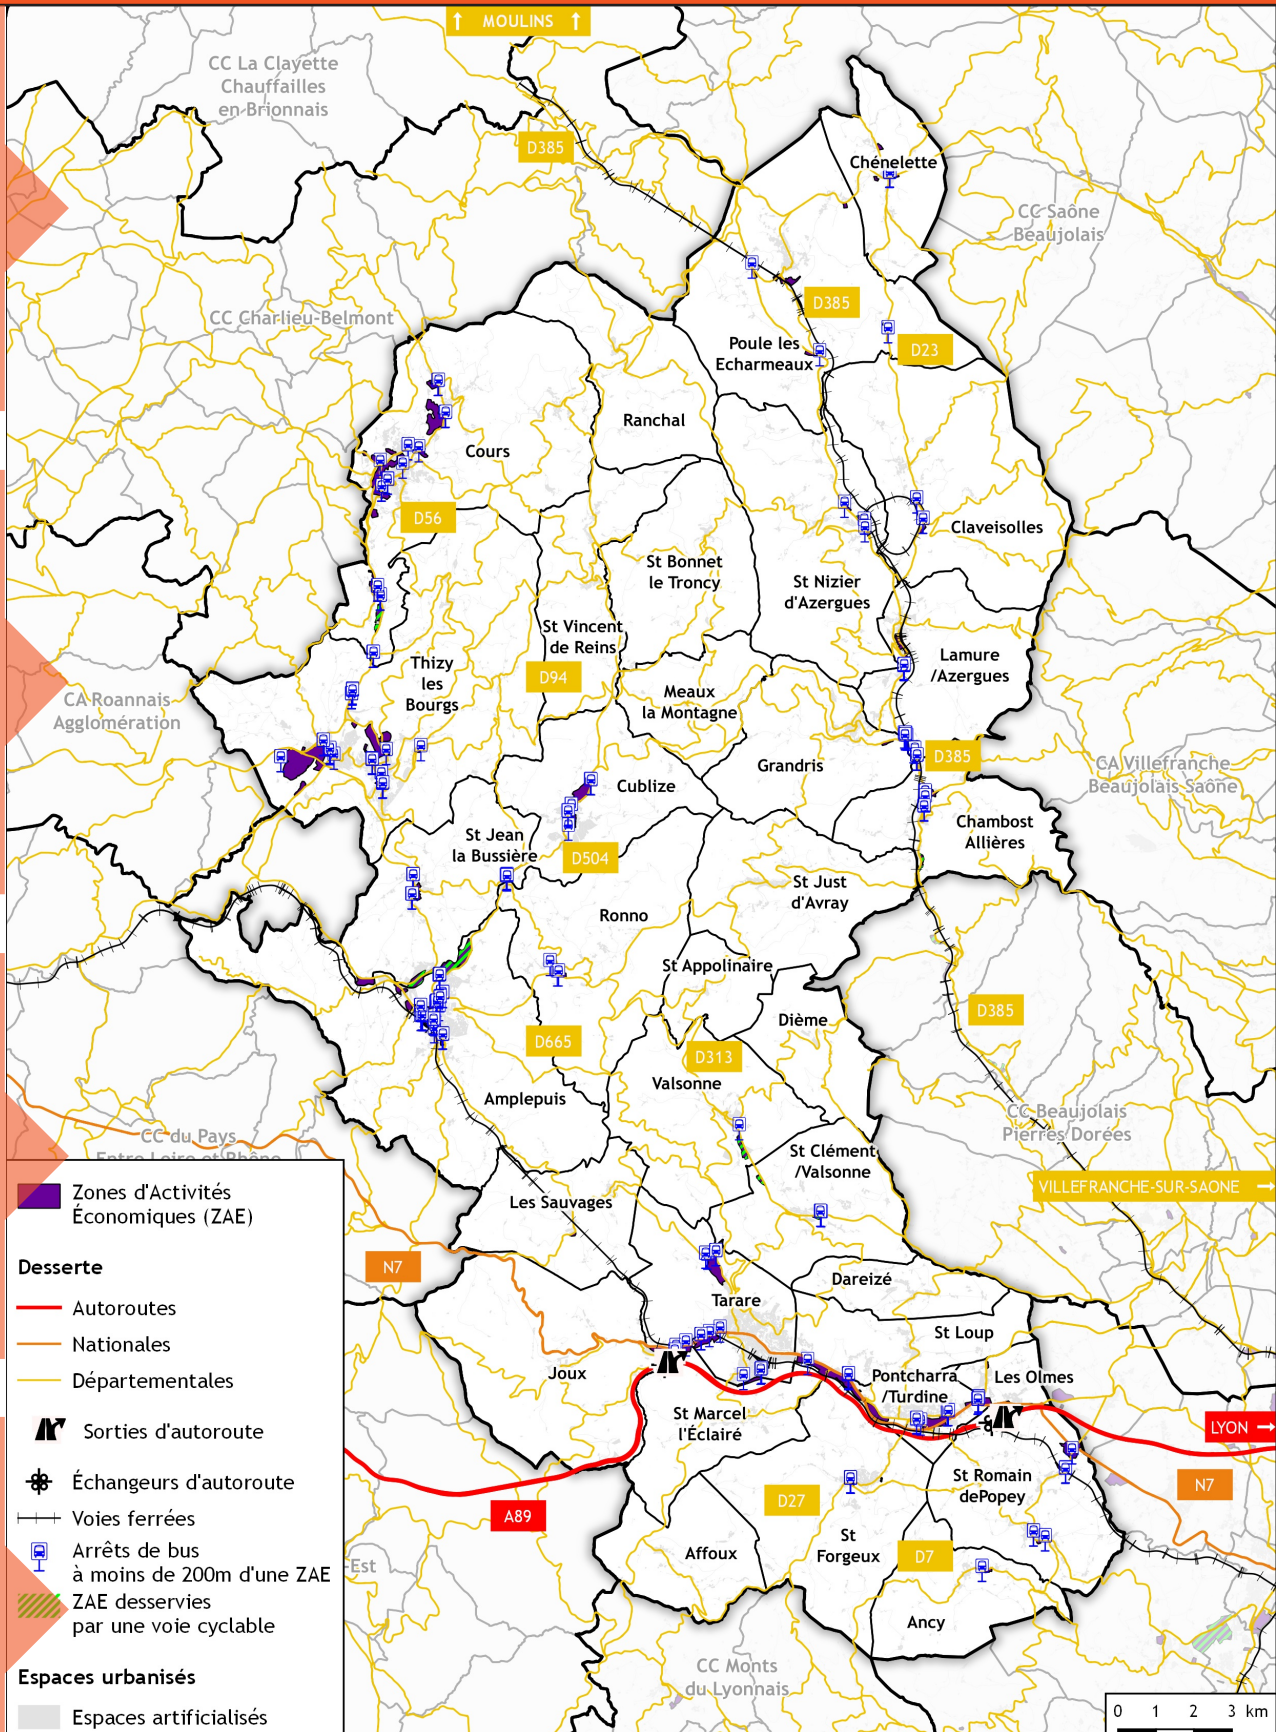 ↑ MOULINS ↑
CC La Clayette
Chauffailles
en Brionnais
D385
Chénelette
CC Saône
Beaujolais
D385
CC Charlieu-Belmont
Poule les
Echarmeaux
D23
Ranchal
Cours
D56
Claveisolles
St Bonnet
le Troncy
St Nizier
d'Azergues
St Vincent
de Reins
Lamure
/Azergues
Thizy
les
Bourgs
D94
Meaux
la Montagne
CA Roannais
Agglomération
D385
CA Villefranche
Beaujolais Saône
Grandris
Cublize
St Jean
la Bussière
D504
Chambost
Allières
St Just
d'Avray
Ronno
St Appolinaire
D385
Dième
D665
D313
Valsonne
Amplepuis
CC Beaujolais
Pierres Dorées
CC du Pays
Entre Loire et Rhône
St Clément
/Valsonne
VILLEFRANCHE-SUR-SAONE →
Les Sauvages
N7
Dareizé
Tarare
St Loup
Joux
Pontcharra
/Turdine
Les Olmes
St Marcel
l'Éclairé
LYON →
St Romain
dePopey
N7
D27
A89
St
Forgeux
Affoux
D7
Est
Ancy
CC Monts
du Lyonnais
Zones d'Activités
Économiques (ZAE)
Desserte
Autoroutes
Nationales
Départementales
Sorties d'autoroute
Échangeurs d'autoroute
Voies ferrées
Arrêts de bus
à moins de 200m d'une ZAE
ZAE desservies
par une voie cyclable
Espaces urbanisés
Espaces artificialisés
0 1 2 3 km